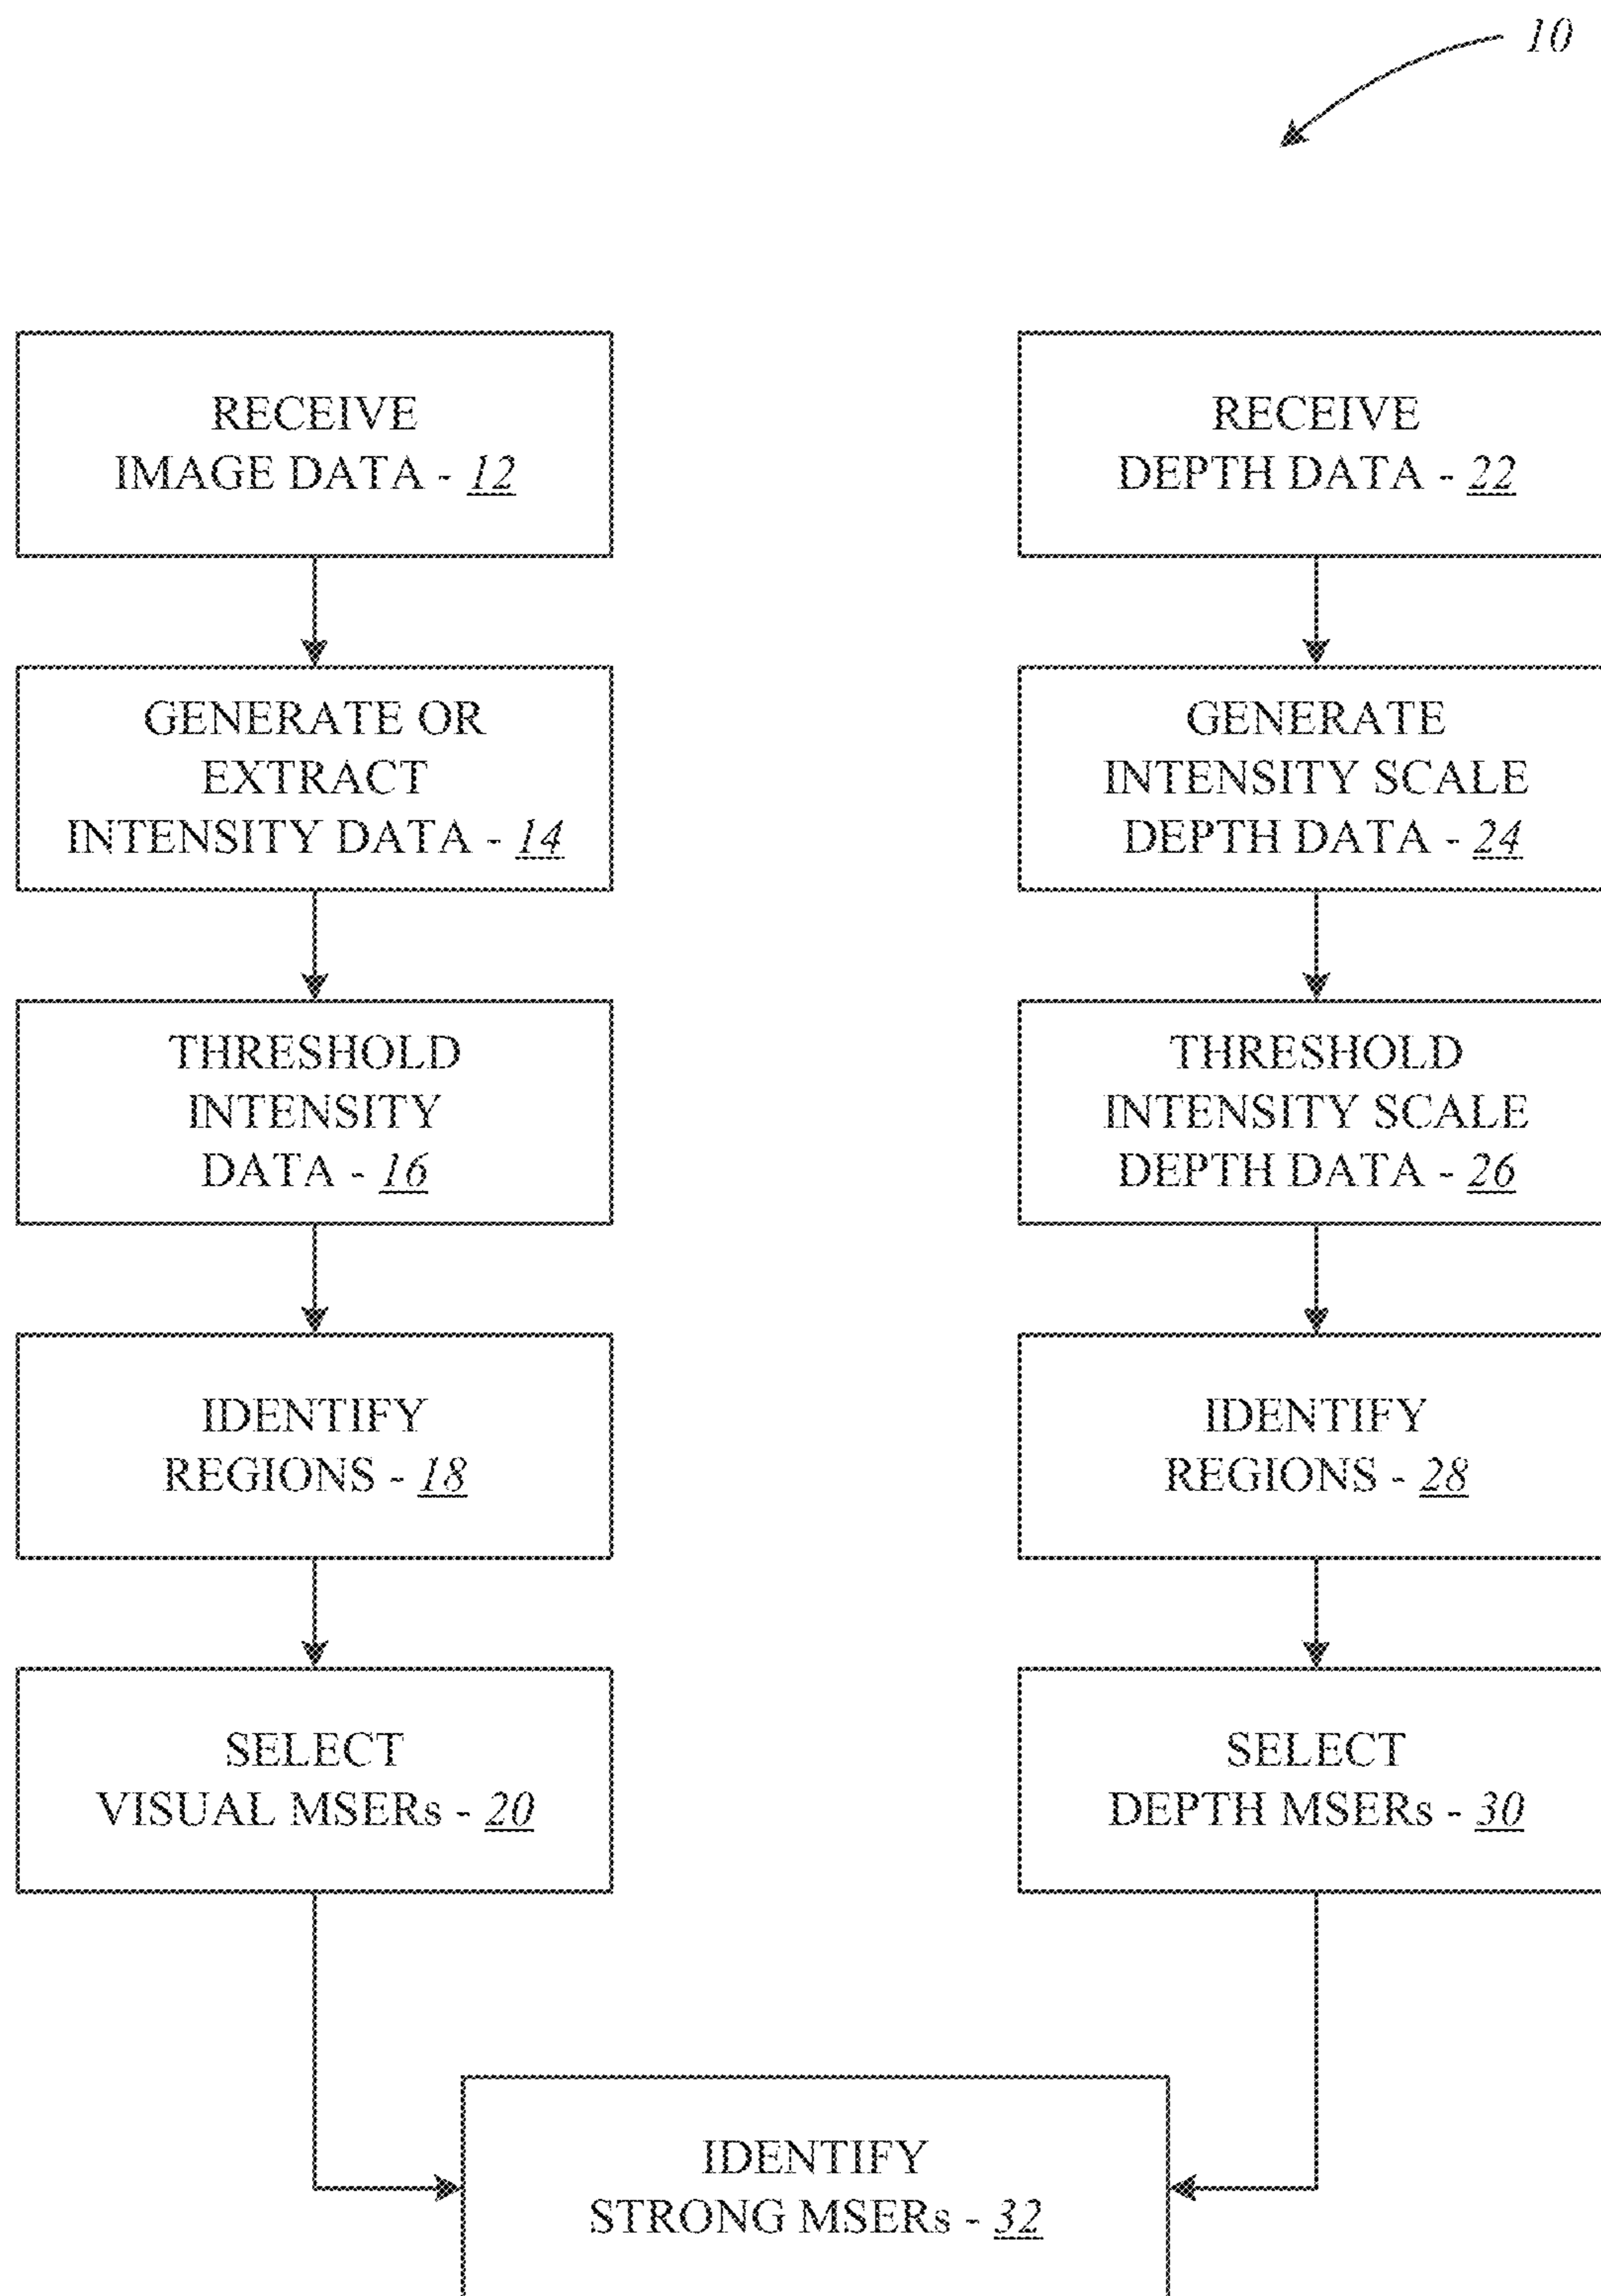 10
RECEIVE
IMAGE DATA - 12
GENERATE OR
EXTRACT
INTENSITY DATA - 14
THRESHOLD
INTENSITY
DATA - 16
IDENTIFY
REGIONS - 18
SELECT
VISUAL MSERs - 20
RECEIVE
DEPTH DATA - 22
GENERATE
INTENSITY SCALE
DEPTH DATA - 24
THRESHOLD
INTENSITY SCALE
DEPTH DATA - 26
IDENTIFY
REGIONS - 28
SELECT
DEPTH MSERs - 30
IDENTIFY
STRONG MSERs - 32